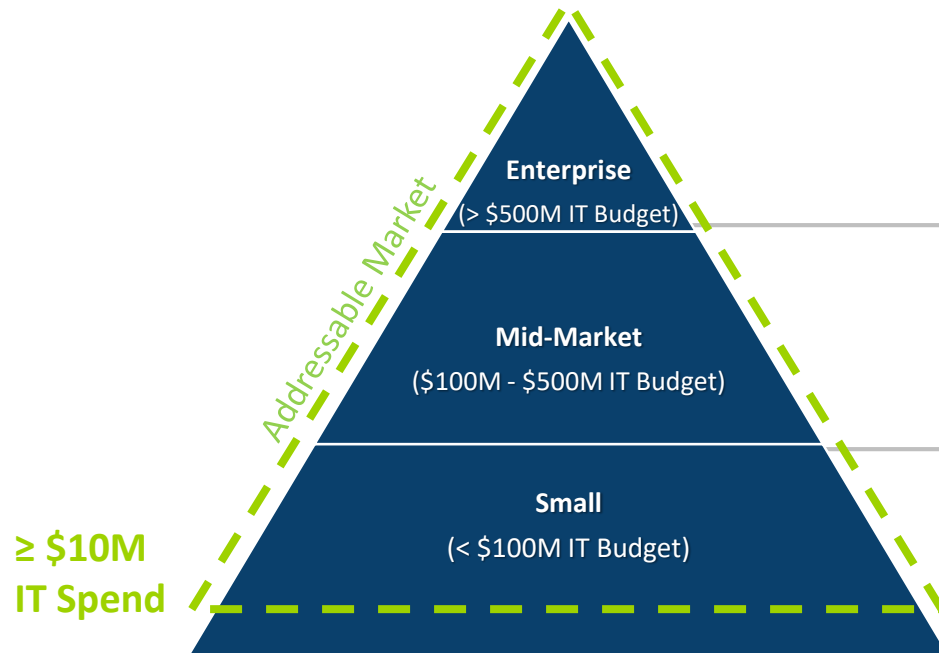 Enterprise
(> $500M IT Budget)
Addressable Market
Mid-Market
($100M - $500M IT Budget)
Small
(< $100M IT Budget)
≥ $10M
IT Spend